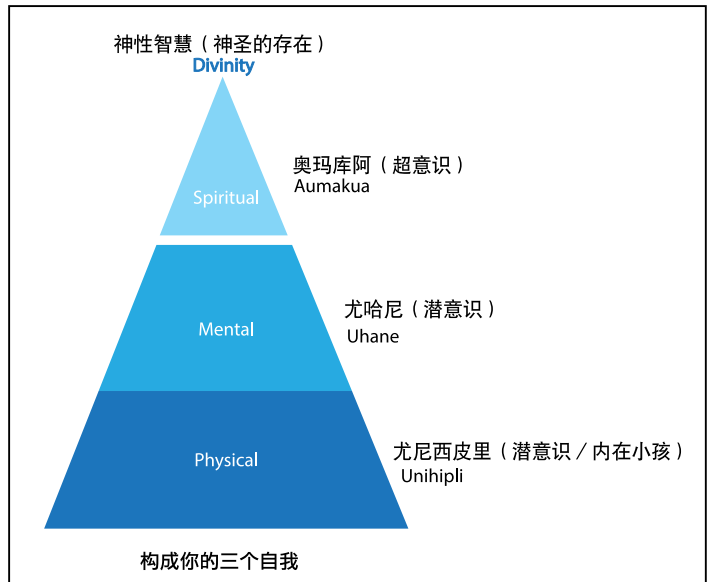 神性智慧（神圣的存在）
Divinity
奥玛库阿（超意识）
Aumakua
Spiritual
尤哈尼（潜意识）
Uhane
Mental
尤尼西皮里（潜意识／内在小孩）
Unihipli
Physical
构成你的三个自我